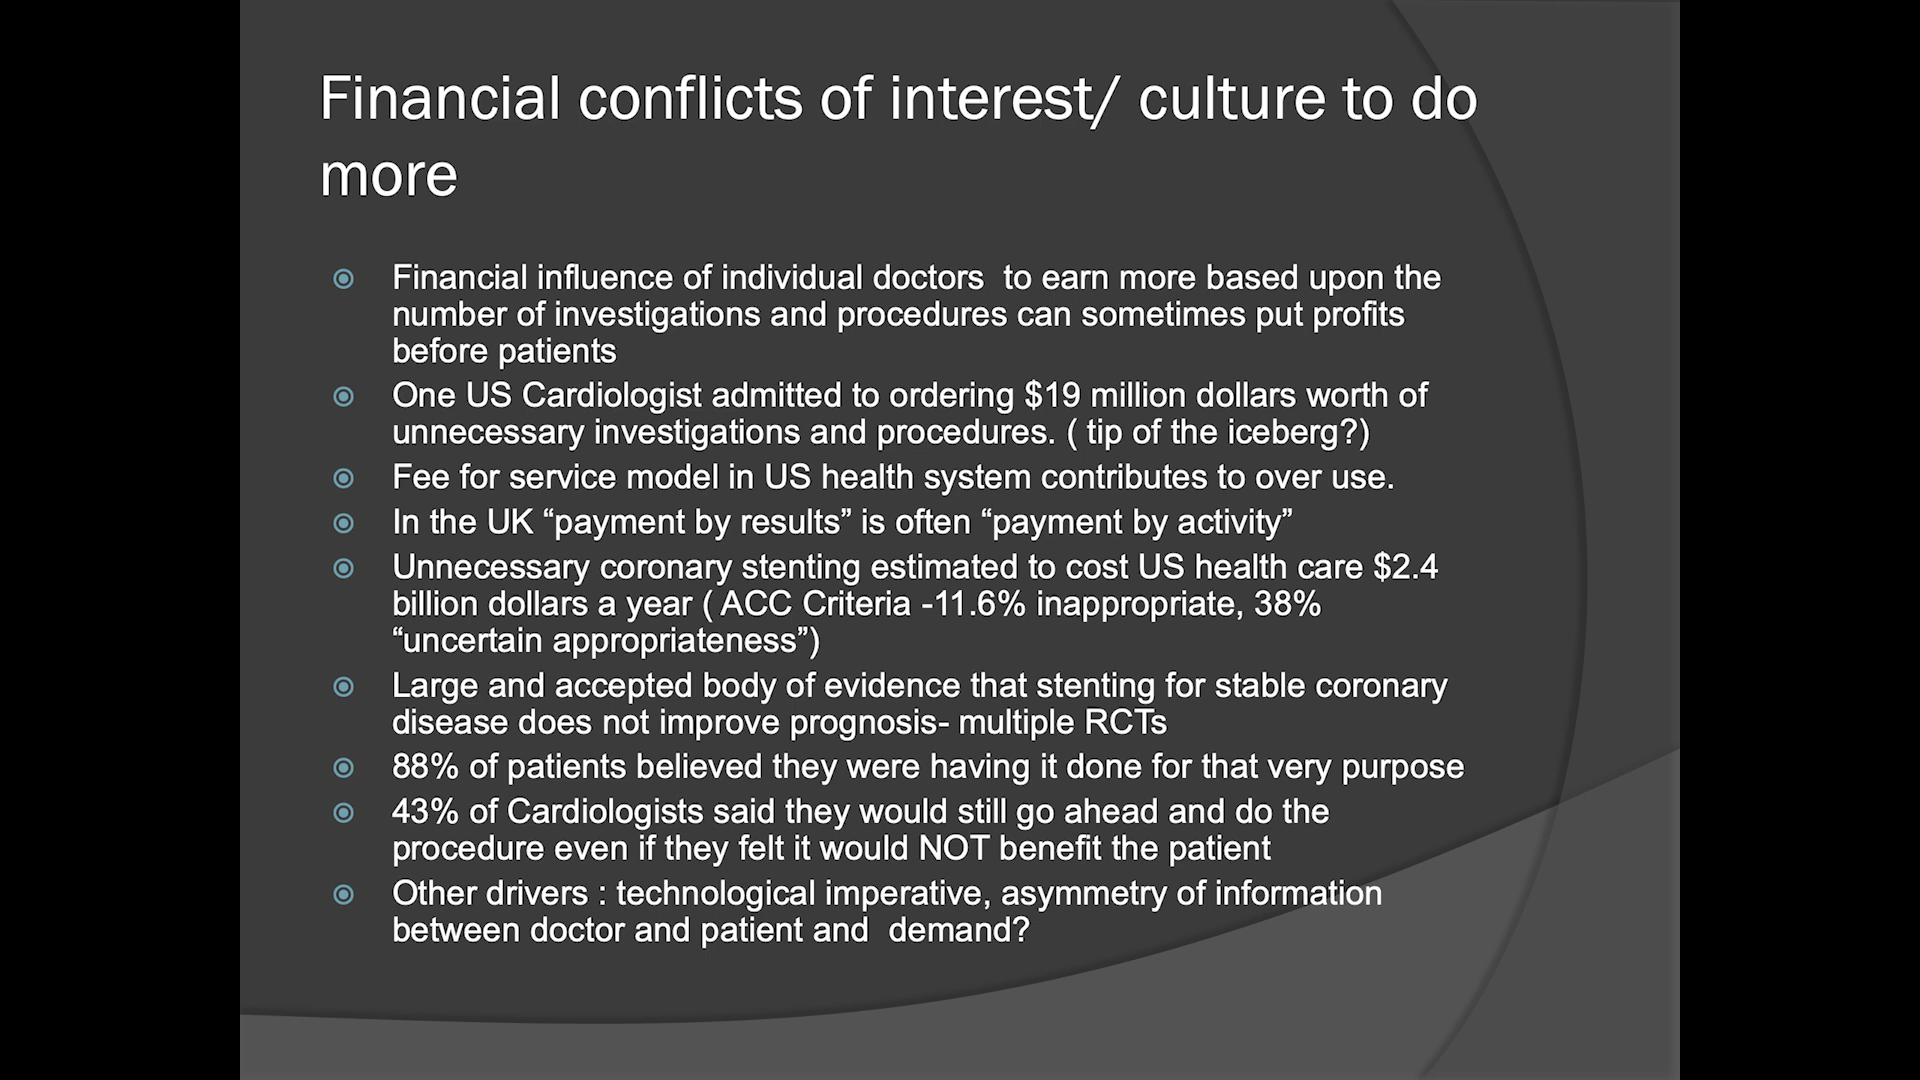 Financial conflicts of interest/ culture to do
more
Financial influence of individual doctors  to earn more based upon the
number of investigations and procedures can sometimes put profits
before patients
One US Cardiologist admitted to ordering $19 million dollars worth of
unnecessary investigations and procedures. ( tip of the iceberg?)
Fee for service model in US health system contributes to over use.
In the UK “payment by results” is often “payment by activity”
Unnecessary coronary stenting estimated to cost US health care $2.4
billion dollars a year ( ACC Criteria -11.6% inappropriate, 38%
“uncertain appropriateness”)
Large and accepted body of evidence that stenting for stable coronary
disease does not improve prognosis- multiple RCTs
88% of patients believed they were having it done for that very purpose
43% of Cardiologists said they would still go ahead and do the
procedure even if they felt it would NOT benefit the patient
Other drivers : technological imperative, asymmetry of information
between doctor and patient and  demand?